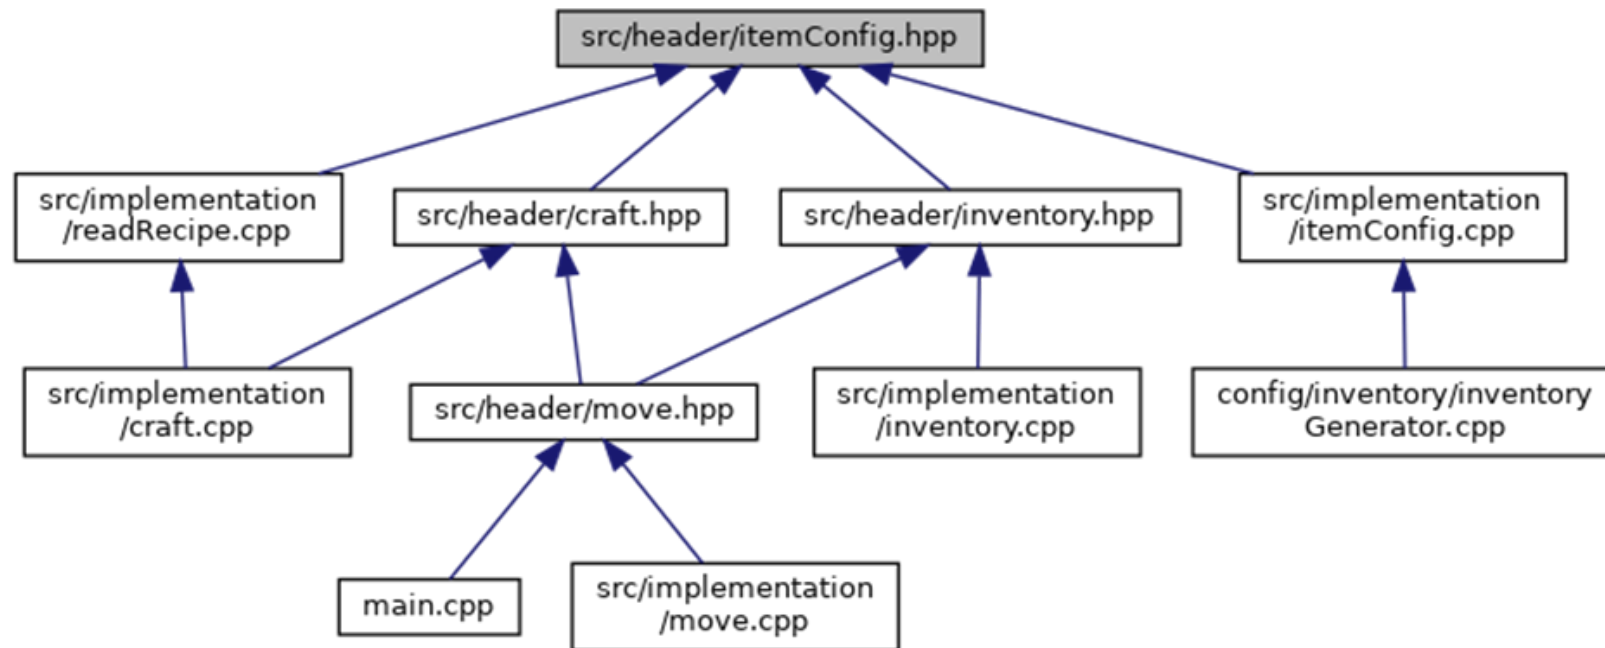 src/header/itemConfig.hpp
src/implementation
/readRecipe.cpp
src/header/craft.hpp
src/header/inventory.hpp
src/implementation
/itemConfig.cpp
src/implementation
/craft.cpp
src/header/move.hpp
src/implementation
/inventory.cpp
config/inventory/inventory
Generator.cpp
main.cpp
src/implementation
/move.cpp